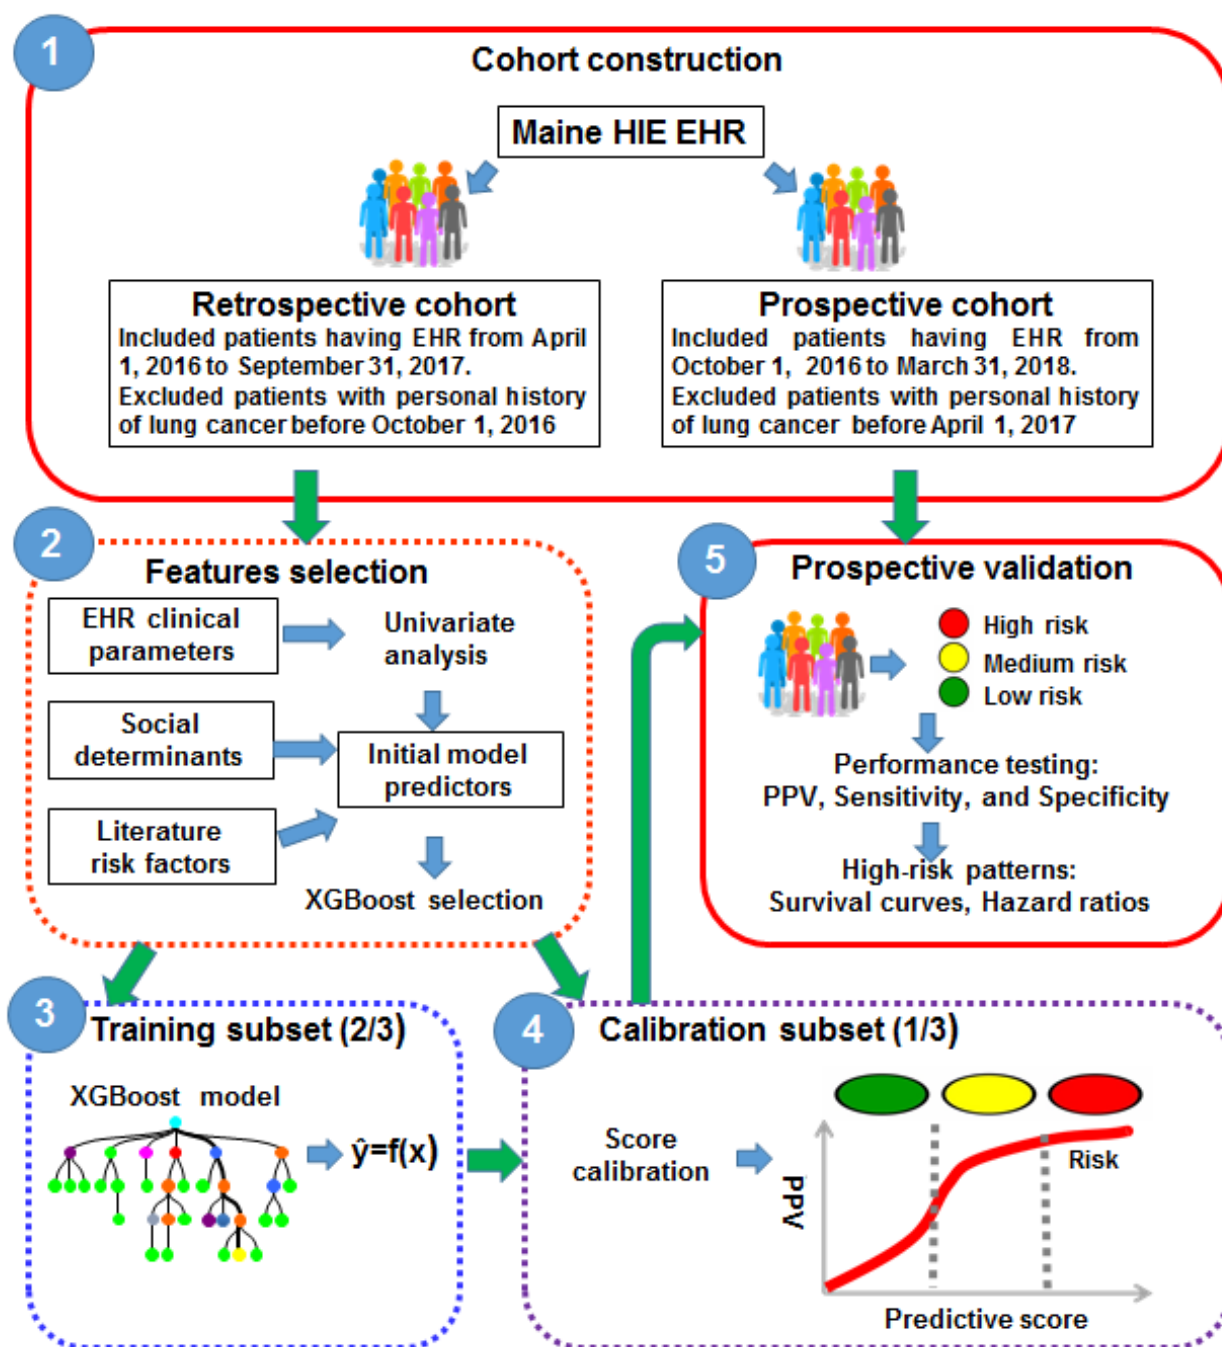 1
Cohort construction
Maine HIE EHR
Retrospective cohort
Included patients having EHR from April
1, 2016 to September 31, 2017.
Excluded patients with personal history
of lung cancer before October 1, 2016
Prospective cohort
Included patients having EHR from
October 1, 2016 to March 31, 2018.
Excluded patients with personal history
of lung cancer before April 1, 2017
2
Features selection
EHR clinical
parameters
Univariate
analysis
Social
determinants
Initial model
predictors
Literature
risk factors
XGBoost selection
5
Prospective validation
High risk
Medium risk
Low risk
Performance testing:
PPV, Sensitivity, and Specificity
High-risk patterns:
Survival curves, Hazard ratios
3
Training subset (2/3)
XGBoost model
ŷ=f(x)
4
Calibration subset (1/3)
Score
calibration
PPV
Risk
Predictive score